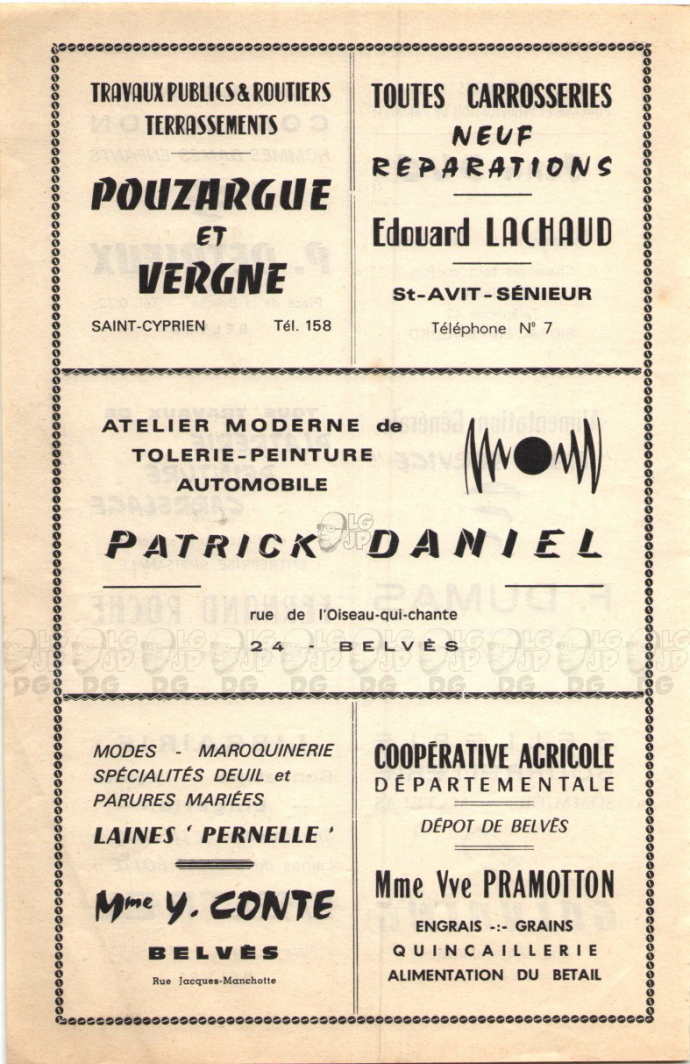 TRAVAUX PUBLICS & ROUTIERS
TERRASSEMENTS
POUZARGUE
ET
VERGNE
SAINT-CYPRIEN Tél. 158
TOUTES CARROSSERIES
NEUF
REPARATIONS
Edouard LACHAUD
St-AVIT-SÉNIEUR
Téléphone N° 7
ATELIER MODERNE de
TOLERIE-PEINTURE
AUTOMOBILE
PATRICK DANIEL
rue de l'Oiseau-qui-chante
24 - BELVÈS
MODES - MAROQUINERIE
SPÉCIALITÉS DEUIL et
PARURES MARIÉES
LAINES ' PERNELLE '
Mme Y. CONTE
BELVÈS
Rue Jacques-Manchotte
COOPÉRATIVE AGRICOLE
DÉPARTEMENTALE
DÉPOT DE BELVÈS
Mme Vve PRAMOTTON
ENGRAIS -:- GRAINS
QUINCAILLERIE
ALIMENTATION DU BETAIL